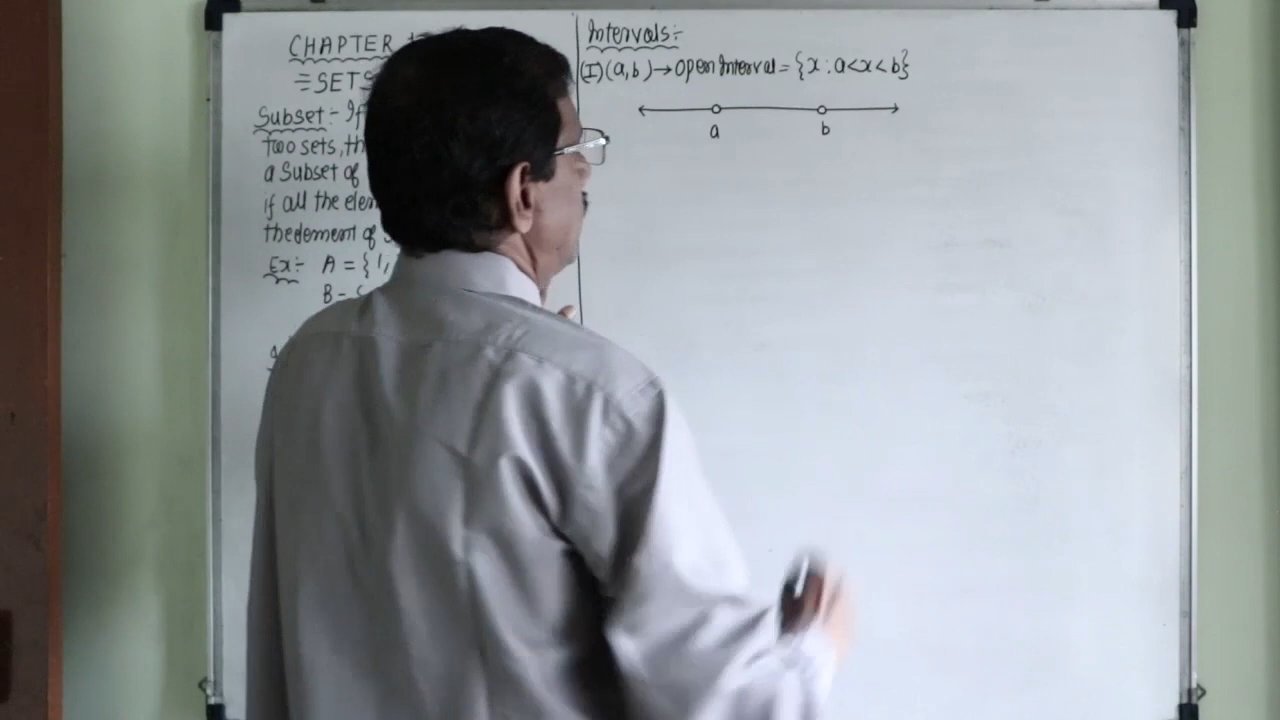 CHAPTER
= SETS
Subset :- If
two sets, th
a Subset of
if all the elem
the element of
Ex :- A = {1,
B =
Intervals :-
(I) (a, b) → Open Interval = {x : a<x<b}
a b